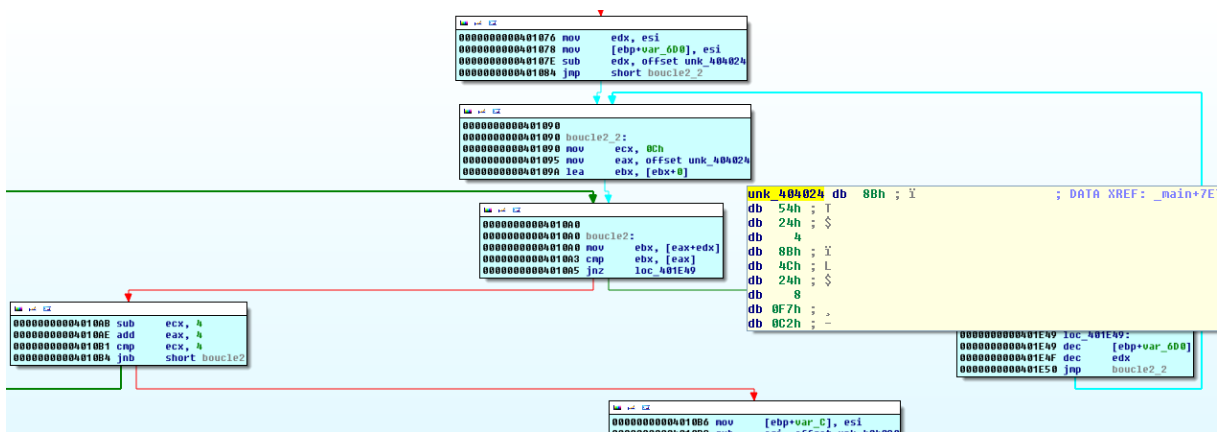 0000000000401076 mov     edx, esi
0000000000401078 mov     [ebp+var_6D0], esi
000000000040107E sub     edx, offset unk_404024
0000000000401084 jmp     short boucle2_2
0000000000401090
0000000000401090 boucle2_2:
0000000000401090 mov     ecx, 0Ch
0000000000401095 mov     eax, offset unk_404024
000000000040109A lea     ebx, [ebx+0]
unk_404024 db  8Bh ; ï                 ; DATA XREF: _main+7E
db  54h ; T
db  24h ; $
db    4
db  8Bh ; ï
db  4Ch ; L
db  24h ; $
db    8
db 0F7h ; ¸
db 0C2h ; -
00000000004010A0
00000000004010A0 boucle2:
00000000004010A0 mov     ebx, [eax+edx]
00000000004010A3 cmp     ebx, [eax]
00000000004010A5 jnz     loc_401E49
00000000004010AB sub     ecx, 4
00000000004010AE add     eax, 4
00000000004010B1 cmp     ecx, 4
00000000004010B4 jnb     short boucle2
0000000000401E49 loc_401E49:
0000000000401E49 dec     [ebp+var_6D0]
0000000000401E4F dec     edx
0000000000401E50 jmp     boucle2_2
00000000004010B6 mov     [ebp+var_C], esi